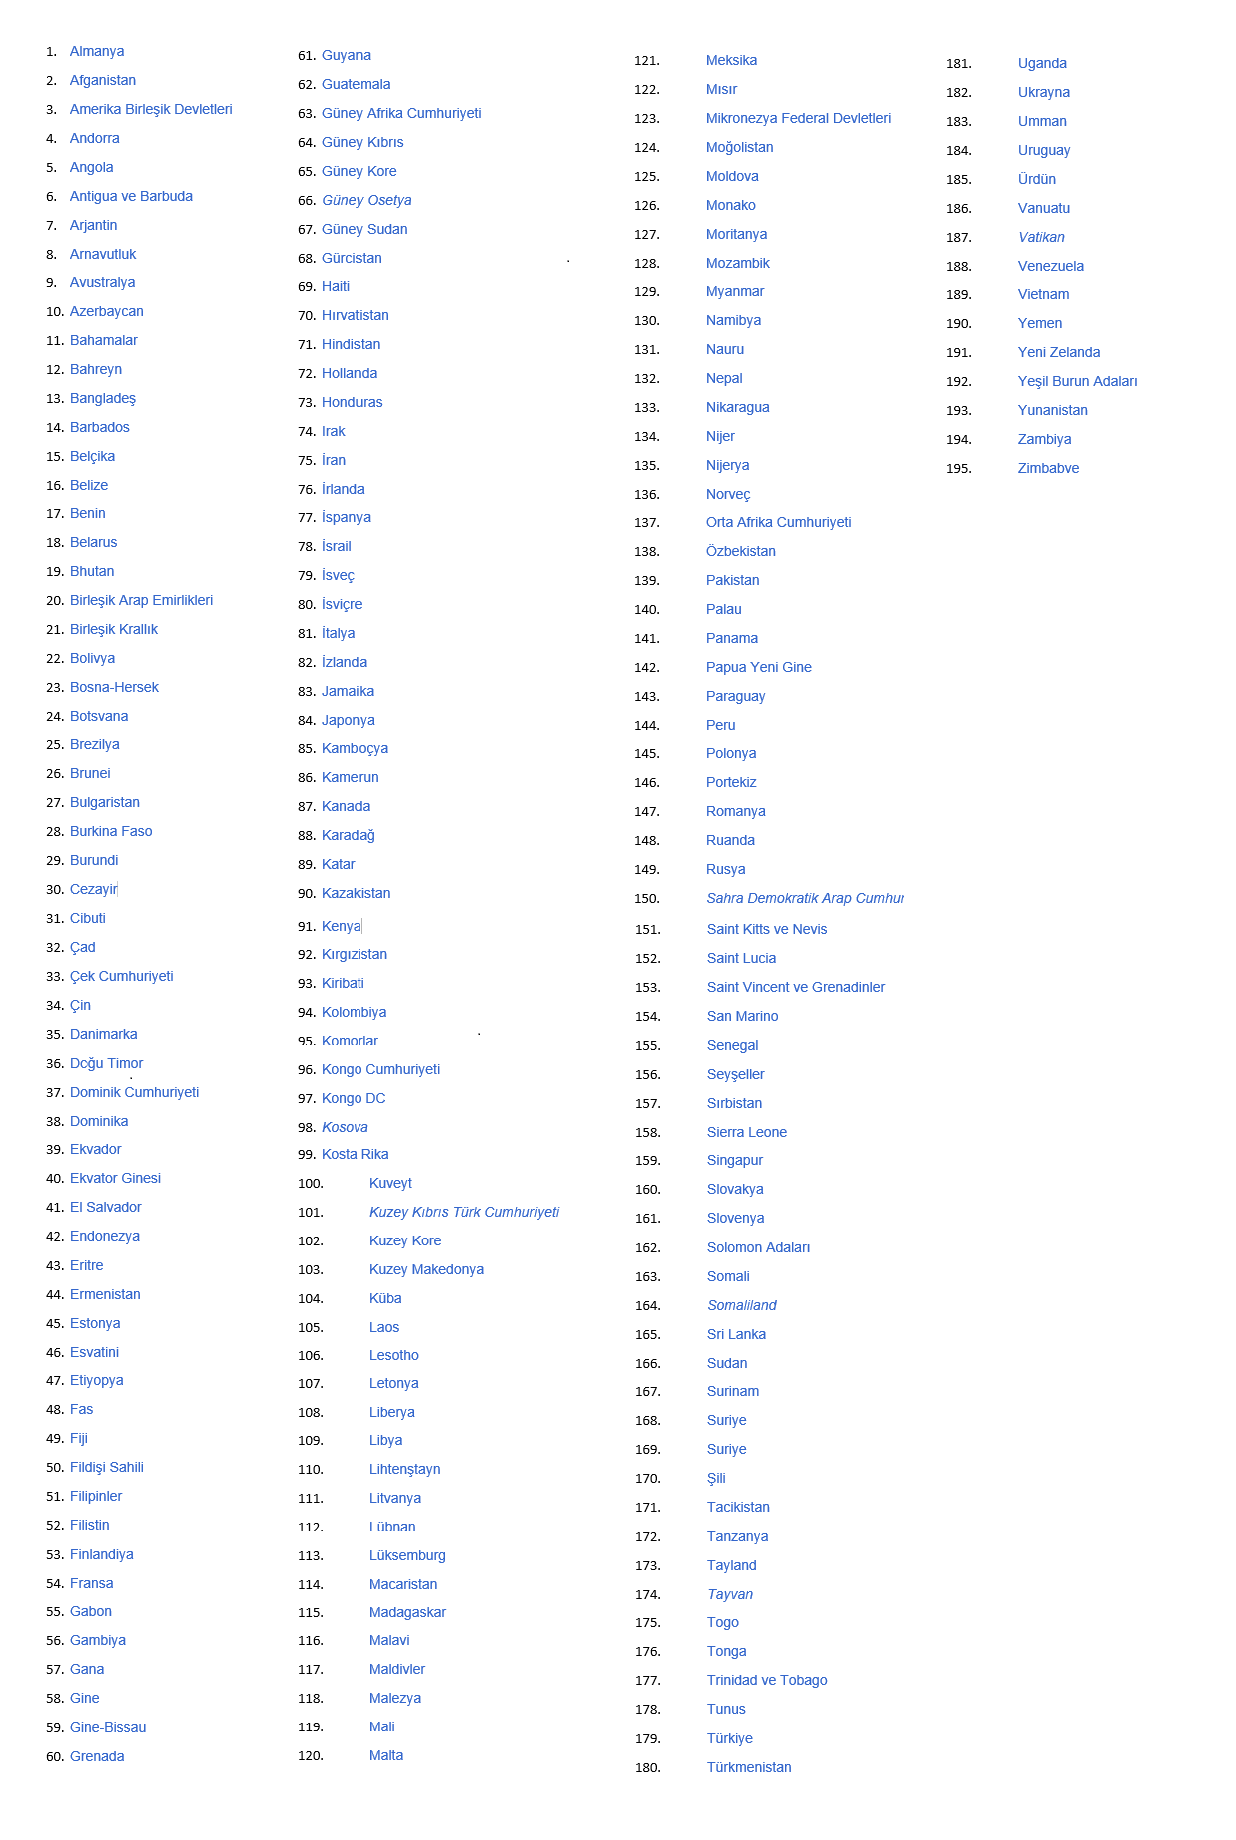 1. Almanya
2. Afganistan
3. Amerika Birleşik Devletleri
4. Andorra
5. Angola
6. Antigua ve Barbuda
7. Arjantin
8. Arnavutluk
9. Avustralya
10. Azerbaycan
11. Bahamalar
12. Bahreyn
13. Bangladeş
14. Barbados
15. Belçika
16. Belize
17. Benin
18. Belarus
19. Bhutan
20. Birleşik Arap Emirlikleri
21. Birleşik Krallık
22. Bolivya
23. Bosna-Hersek
24. Botsvana
25. Brezilya
26. Brunei
27. Bulgaristan
28. Burkina Faso
29. Burundi
30. Cezayir
31. Cibuti
32. Çad
33. Çek Cumhuriyeti
34. Çin
35. Danimarka
36. Doğu Timor
37. Dominik Cumhuriyeti
38. Dominika
39. Ekvador
40. Ekvator Ginesi
41. El Salvador
42. Endonezya
43. Eritre
44. Ermenistan
45. Estonya
46. Esvatini
47. Etiyopya
48. Fas
49. Fiji
50. Fildişi Sahili
51. Filipinler
52. Filistin
53. Finlandiya
54. Fransa
55. Gabon
56. Gambiya
57. Gana
58. Gine
59. Gine-Bissau
60. Grenada
61. Guyana
62. Guatemala
63. Güney Afrika Cumhuriyeti
64. Güney Kıbrıs
65. Güney Kore
66. Güney Osetya
67. Güney Sudan
68. Gürcistan
69. Haiti
70. Hırvatistan
71. Hindistan
72. Hollanda
73. Honduras
74. Irak
75. İran
76. İrlanda
77. İspanya
78. İsrail
79. İsveç
80. İsviçre
81. İtalya
82. İzlanda
83. Jamaika
84. Japonya
85. Kamboçya
86. Kamerun
87. Kanada
88. Karadağ
89. Katar
90. Kazakistan
91. Kenya
92. Kırgızistan
93. Kiribati
94. Kolombiya
95. Komorlar
96. Kongo Cumhuriyeti
97. Kongo DC
98. Kosova
99. Kosta Rika
100. Kuveyt
101. Kuzey Kıbrıs Türk Cumhuriyeti
102. Kuzey Kore
103. Kuzey Makedonya
104. Küba
105. Laos
106. Lesotho
107. Letonya
108. Liberya
109. Libya
110. Lihtenştayn
111. Litvanya
112. Lübnan
113. Lüksemburg
114. Macaristan
115. Madagaskar
116. Malavi
117. Maldivler
118. Malezya
119. Mali
120. Malta
121. Meksika
122. Mısır
123. Mikronezya Federal Devletleri
124. Moğolistan
125. Moldova
126. Monako
127. Moritanya
128. Mozambik
129. Myanmar
130. Namibya
131. Nauru
132. Nepal
133. Nikaragua
134. Nijer
135. Nijerya
136. Norveç
137. Orta Afrika Cumhuriyeti
138. Özbekistan
139. Pakistan
140. Palau
141. Panama
142. Papua Yeni Gine
143. Paraguay
144. Peru
145. Polonya
146. Portekiz
147. Romanya
148. Ruanda
149. Rusya
150. Sahra Demokratik Arap Cumhur
151. Saint Kitts ve Nevis
152. Saint Lucia
153. Saint Vincent ve Grenadinler
154. San Marino
155. Senegal
156. Seyşeller
157. Sırbistan
158. Sierra Leone
159. Singapur
160. Slovakya
161. Slovenya
162. Solomon Adaları
163. Somali
164. Somaliland
165. Sri Lanka
166. Sudan
167. Surinam
168. Suriye
169. Suriye
170. Şili
171. Tacikistan
172. Tanzanya
173. Tayland
174. Tayvan
175. Togo
176. Tonga
177. Trinidad ve Tobago
178. Tunus
179. Türkiye
180. Türkmenistan
181. Uganda
182. Ukrayna
183. Umman
184. Uruguay
185. Ürdün
186. Vanuatu
187. Vatikan
188. Venezuela
189. Vietnam
190. Yemen
191. Yeni Zelanda
192. Yeşil Burun Adaları
193. Yunanistan
194. Zambiya
195. Zimbabve